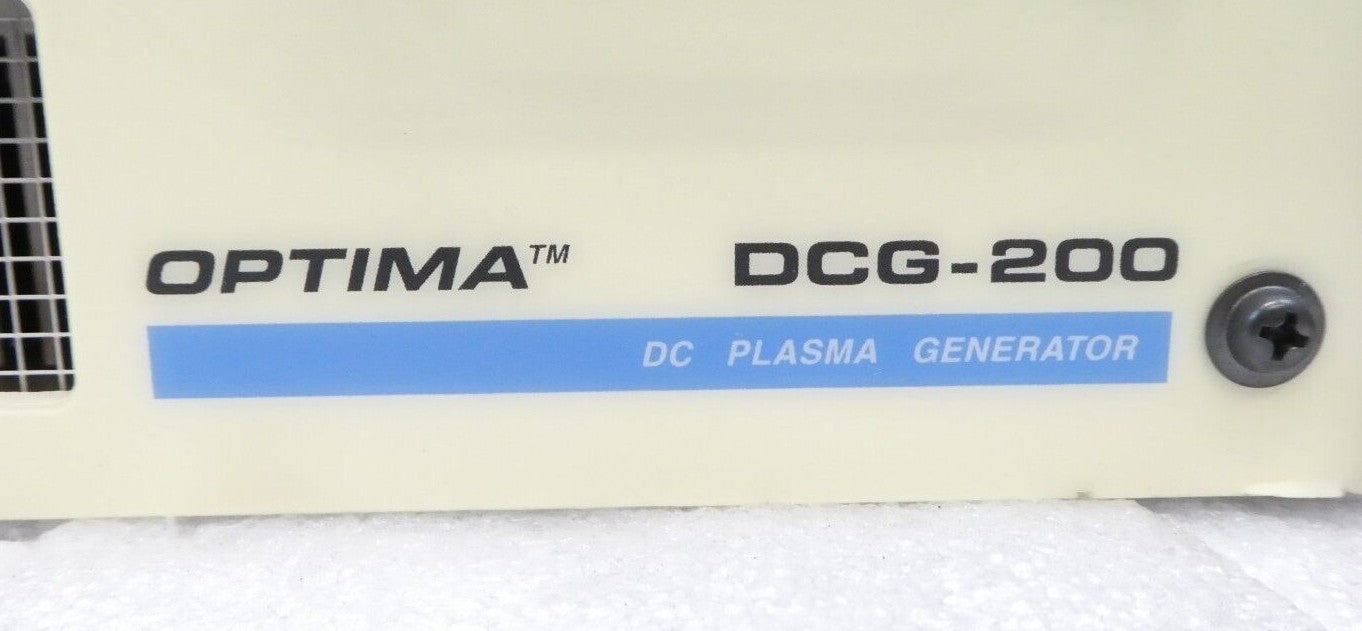 OPTIMA™ DCG-200
DC PLASMA GENERATOR